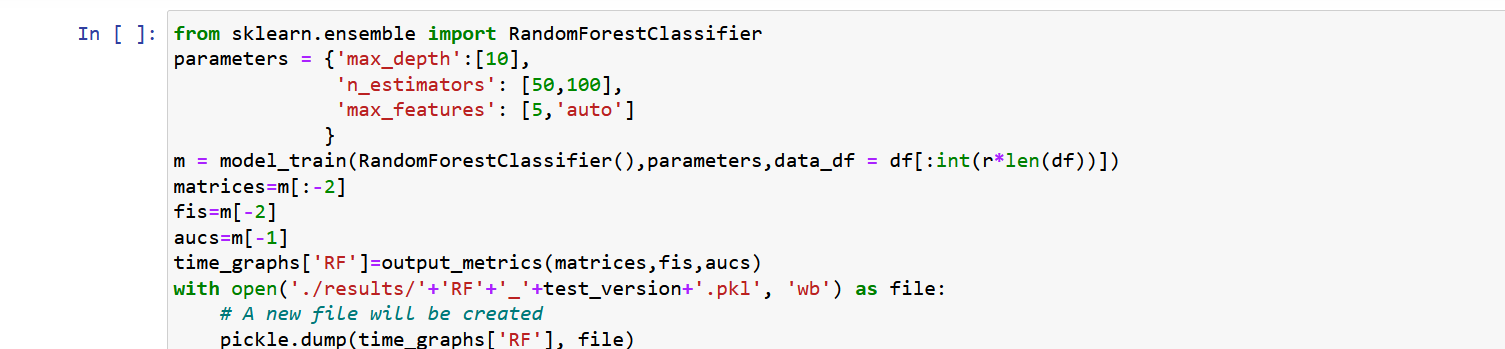 In [ ]: from sklearn.ensemble import RandomForestClassifier
parameters = {'max_depth':[10],
              'n_estimators': [50,100],
              'max_features': [5,'auto']
             }
m = model_train(RandomForestClassifier(),parameters,data_df = df[:int(r*len(df))])
matrices=m[:-2]
fis=m[-2]
aucs=m[-1]
time_graphs['RF']=output_metrics(matrices,fis,aucs)
with open('./results/'+'RF'+'_'+test_version+'.pkl', 'wb') as file:
    # A new file will be created
    pickle.dump(time_graphs['RF'], file)